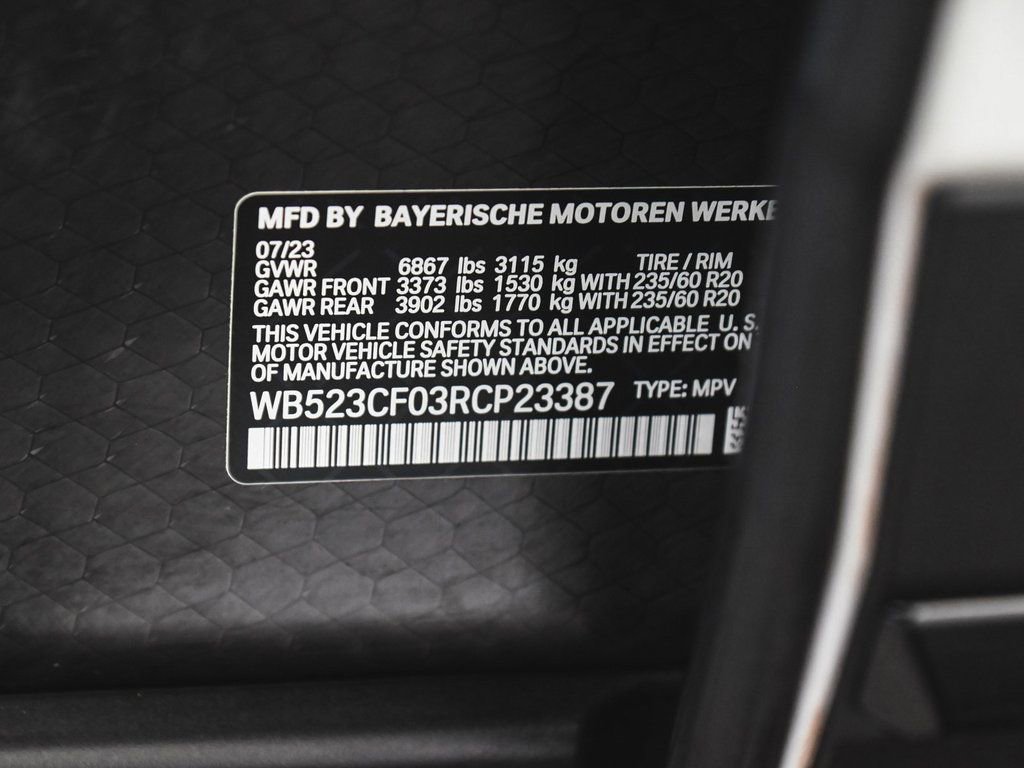 MFD BY BAYERISCHE MOTOREN WERKE
07/23
GVWR 6867 lbs 3115 kg TIRE / RIM
GAWR FRONT 3373 lbs 1530 kg WITH 235/60 R20
GAWR REAR 3902 lbs 1770 kg WITH 235/60 R20
THIS VEHICLE CONFORMS TO ALL APPLICABLE U. S.
MOTOR VEHICLE SAFETY STANDARDS IN EFFECT ON
OF MANUFACTURE SHOWN ABOVE.
WB523CF03RCP23387 TYPE: MPV